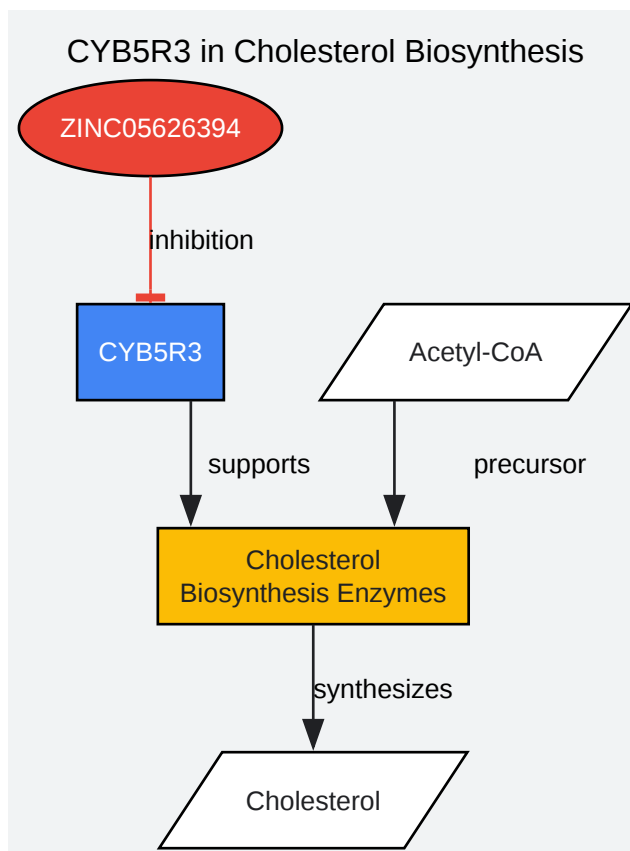 CYB5R3 in Cholesterol Biosynthesis
ZINC05626394
inhibition
CYB5R3
Acetyl-CoA
supports
precursor
Cholesterol
Biosynthesis Enzymes
synthesizes
Cholesterol